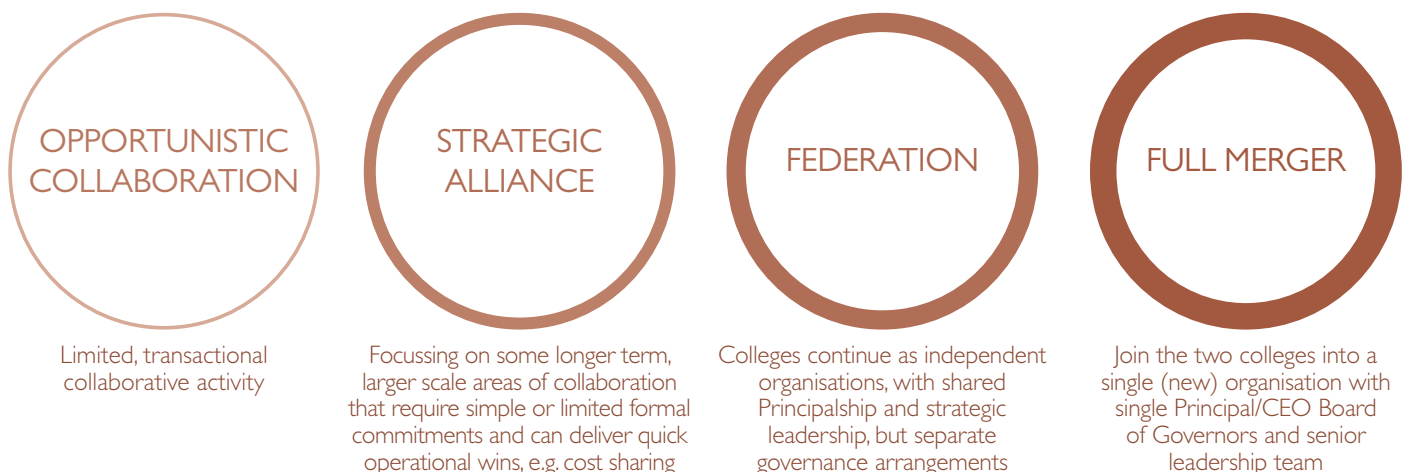 OPPORTUNISTIC
COLLABORATION
Limited, transactional
collaborative activity
STRATEGIC
ALLIANCE
Focussing on some longer term,
larger scale areas of collaboration
that require simple or limited formal
commitments and can deliver quick
operational wins, e.g. cost sharing
FEDERATION
Colleges continue as independent
organisations, with shared
Principalship and strategic
leadership, but separate
governance arrangements
FULL MERGER
Join the two colleges into a
single (new) organisation with
single Principal/CEO Board
of Governors and senior
leadership team